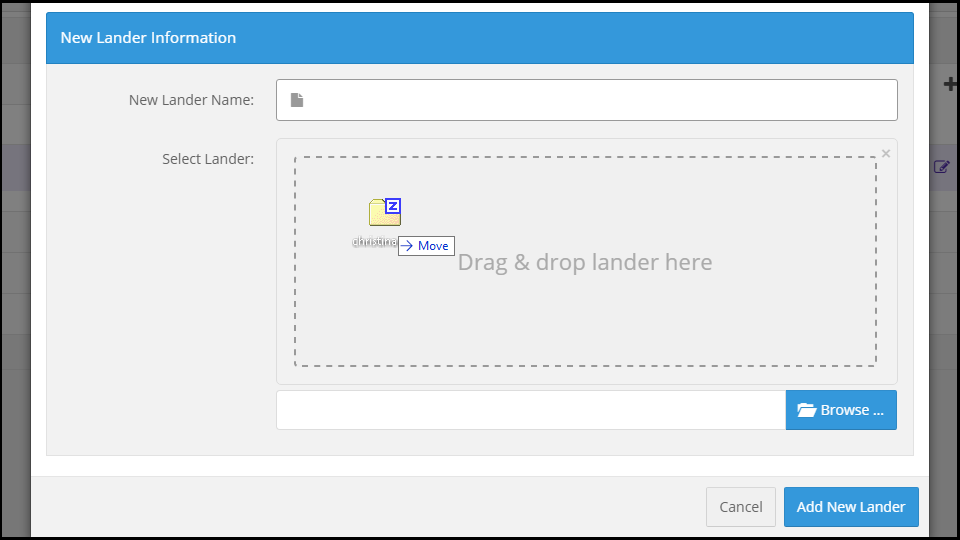 New Lander Information
New Lander Name:
Select Lander:
×
christina
Move
Drag & drop lander here
Browse ...
Cancel
Add New Lander